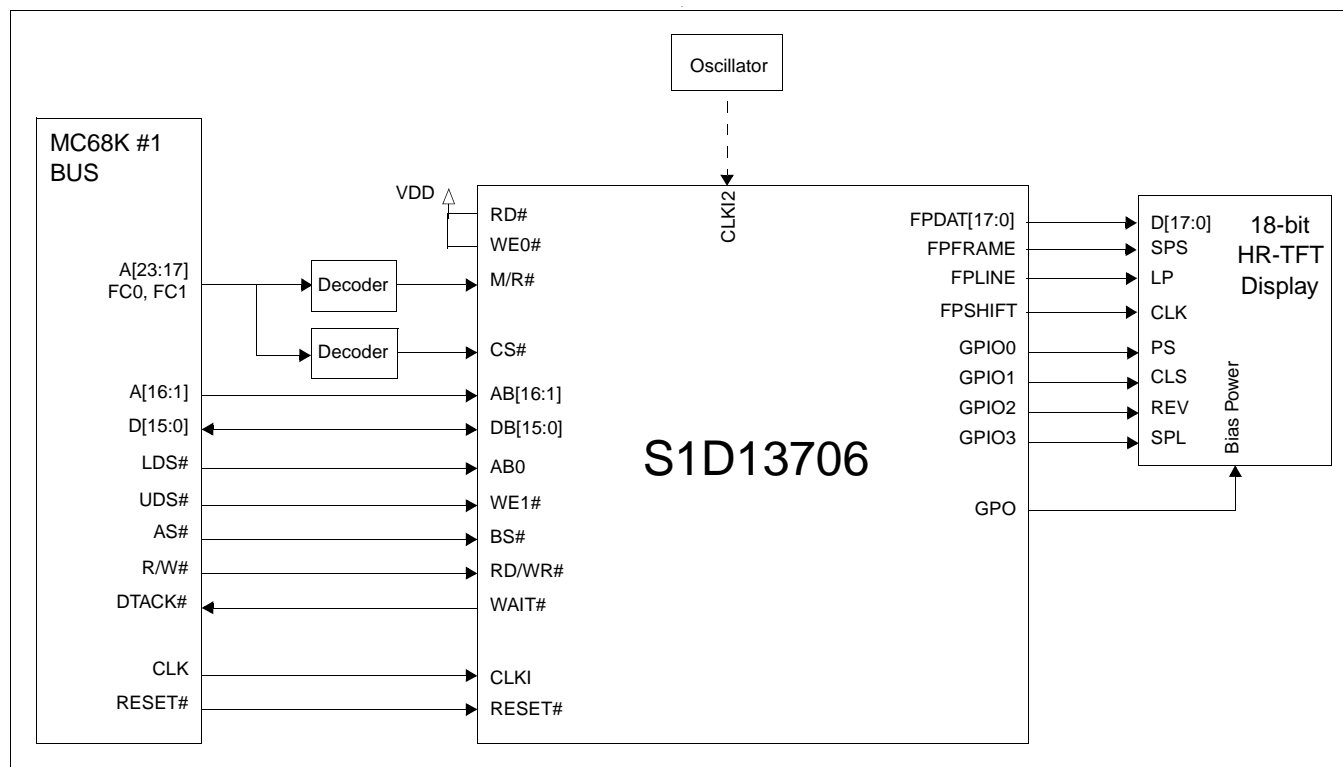 Oscillator
MC68K #1
BUS
A[23:17]
FC0, FC1
A[16:1]
D[15:0]
LDS#
UDS#
AS#
R/W#
DTACK#
CLK
RESET#
VDD
Decoder
Decoder
RD#
WE0#
M/R#
CS#
AB[16:1]
DB[15:0]
AB0
WE1#
BS#
RD/WR#
WAIT#
CLKI
RESET#
CLKI2
S1D13706
FPDAT[17:0]
FPFRAME
FPLINE
FPSHIFT
GPIO0
GPIO1
GPIO2
GPIO3
GPO
D[17:0]
SPS
LP
CLK
PS
CLS
REV
SPL
18-bit
HR-TFT
Display
Bias Power